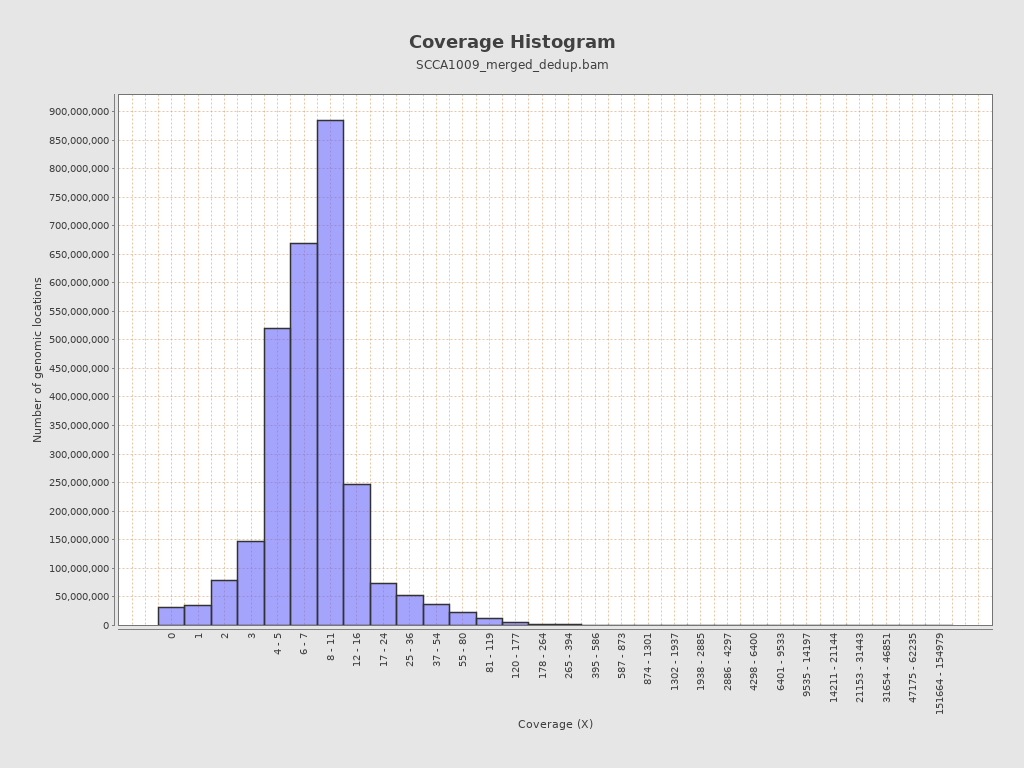 Coverage Histogram
SCCA1009_merged_dedup.bam
Number of genomic locations
900,000,000
850,000,000
800,000,000
750,000,000
700,000,000
650,000,000
600,000,000
550,000,000
500,000,000
450,000,000
400,000,000
350,000,000
300,000,000
250,000,000
200,000,000
150,000,000
100,000,000
50,000,000
0
0
1
2
3
4 - 5
6 - 7
8 - 11
12 - 16
17 - 24
25 - 36
37 - 54
55 - 80
81 - 119
120 - 177
178 - 264
265 - 394
395 - 586
587 - 873
874 - 1301
1302 - 1937
1938 - 2885
2886 - 4297
4298 - 6400
6401 - 9533
9535 - 14197
14211 - 21144
21153 - 31443
31654 - 46851
47175 - 62235
151664 - 154979
Coverage (X)